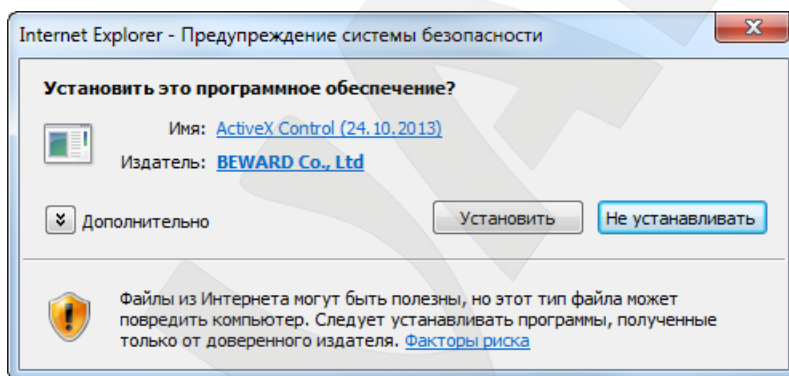 Internet Explorer - Предупреждение системы безопасности
Установить это программное обеспечение?
Имя: ActiveX Control (24.10.2013)
Издатель: BEWARD Co., Ltd
Дополнительно
Установить
Не устанавливать
Файлы из Интернета могут быть полезны, но этот тип файла может
повредить компьютер. Следует устанавливать программы, полученные
только от доверенного издателя. Факторы риска